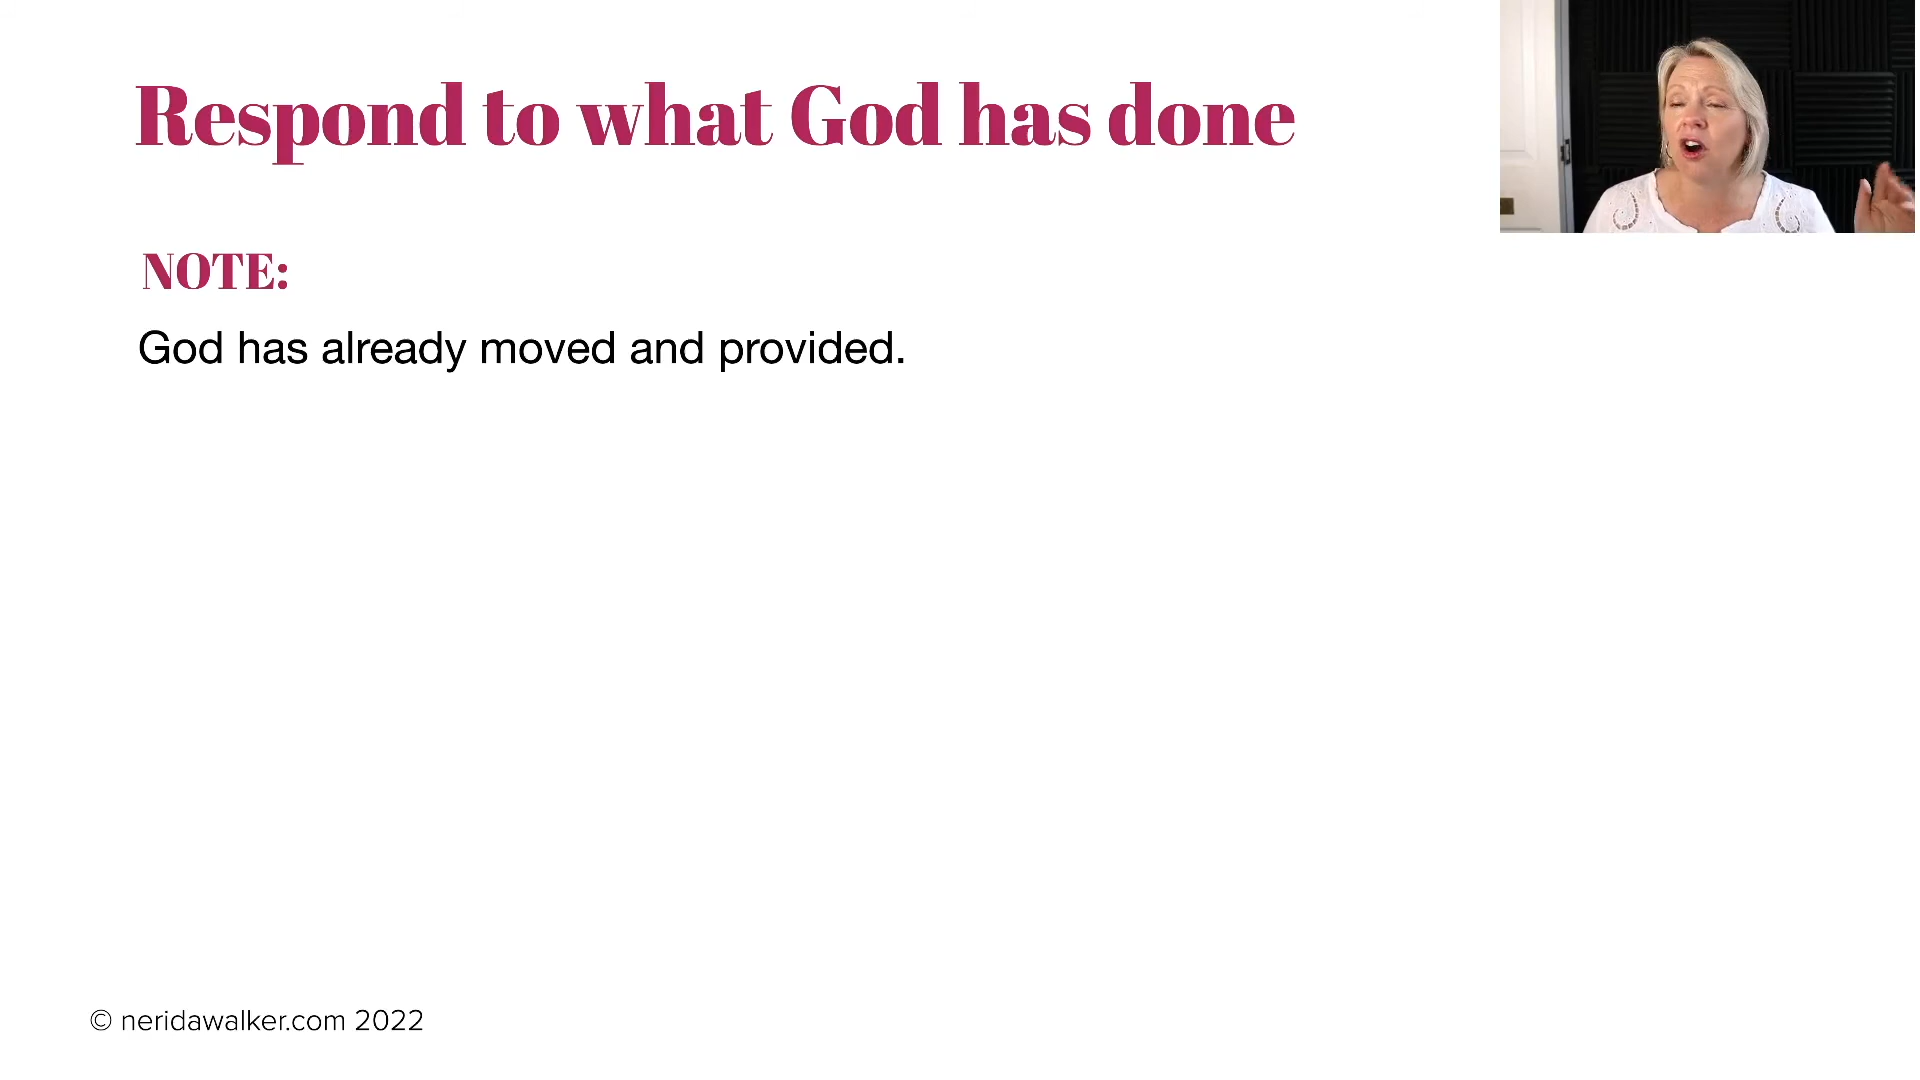 Respond to what God has done
NOTE:
God has already moved and provided.
© neridawalker.com 2022